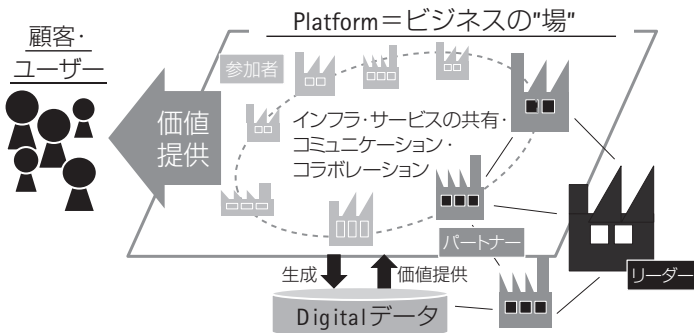 Platform＝ビジネスの"場"
顧客・
ユーザー
参加者
価値
提供
インフラ・サービスの共有・
コミュニケーション・
コラボレーション
パートナー
リーダー
生成
価値提供
Digitalデータ